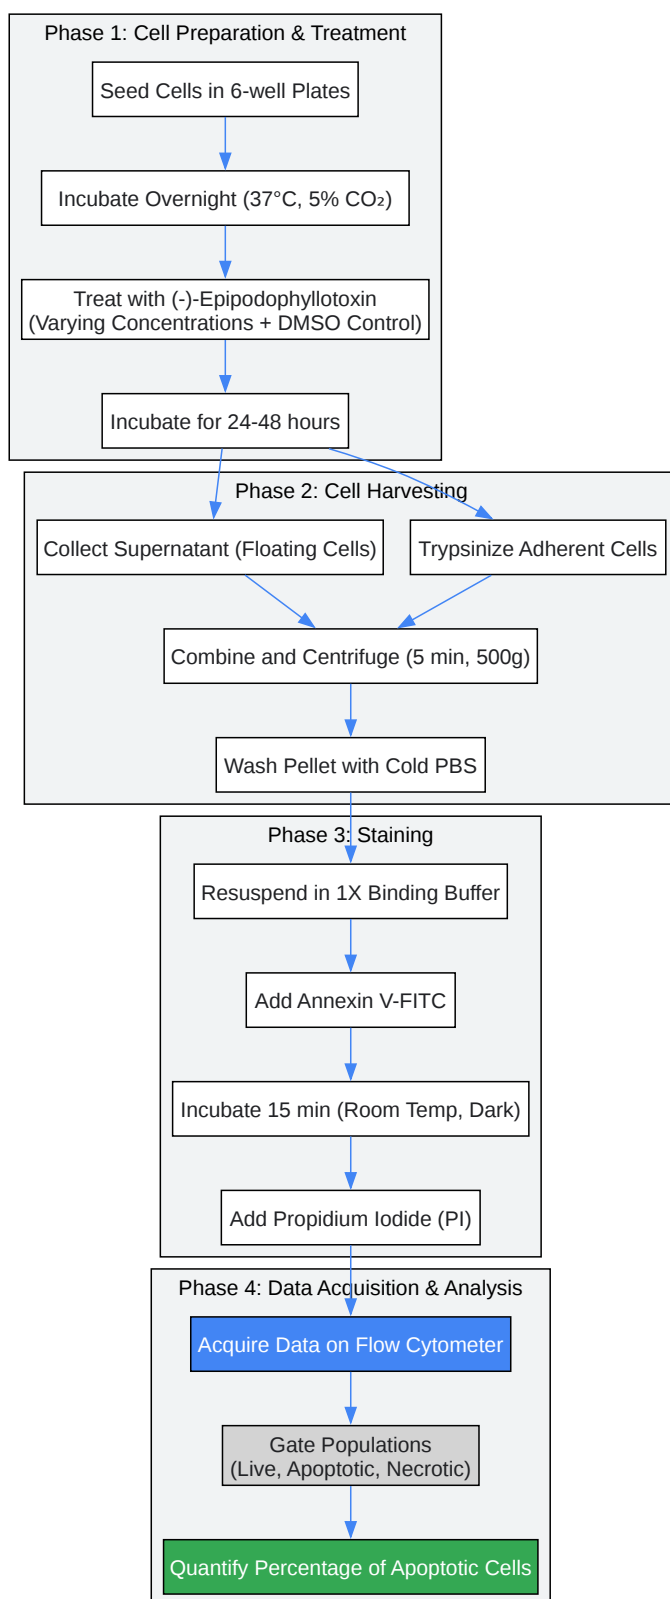 Phase 1: Cell Preparation & Treatment
Seed Cells in 6-well Plates
Incubate Overnight (37°C, 5% CO₂)
Treat with (-)-Epipodophyllotoxin
(Varying Concentrations + DMSO Control)
Incubate for 24-48 hours
Phase 2: Cell Harvesting
Collect Supernatant (Floating Cells)
Trypsinize Adherent Cells
Combine and Centrifuge (5 min, 500g)
Wash Pellet with Cold PBS
Phase 3: Staining
Resuspend in 1X Binding Buffer
Add Annexin V-FITC
Incubate 15 min (Room Temp, Dark)
Add Propidium Iodide (PI)
Phase 4: Data Acquisition & Analysis
Acquire Data on Flow Cytometer
Gate Populations
(Live, Apoptotic, Necrotic)
Quantify Percentage of Apoptotic Cells